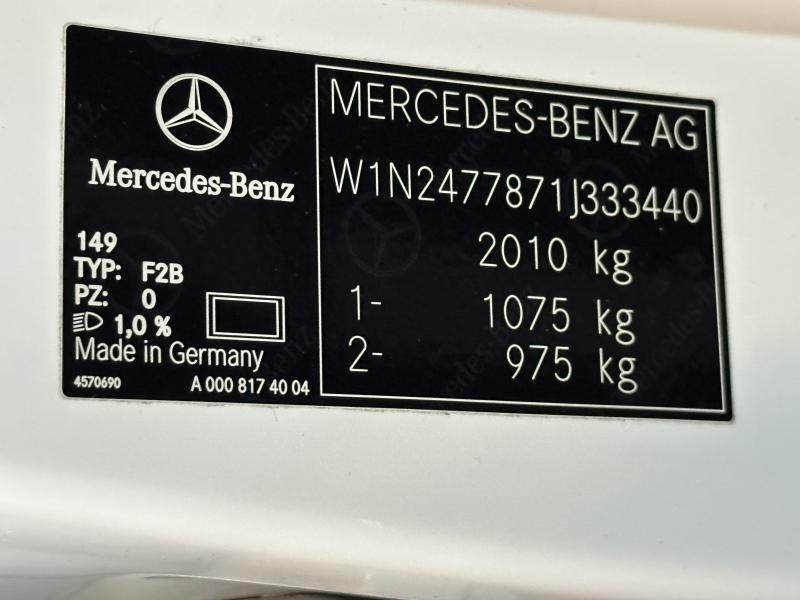 Mercedes-Benz
149
TYP: F2B
PZ: 0
1,0 %
Made in Germany
4570690 A 000 817 40 04
MERCEDES-BENZ AG
W1N2477871J333440
2010 kg
1- 1075 kg
2- 975 kg